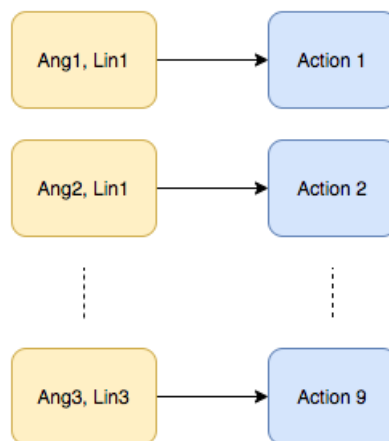 Ang1, Lin1
Action 1
Ang2, Lin1
Action 2
Ang3, Lin3
Action 9